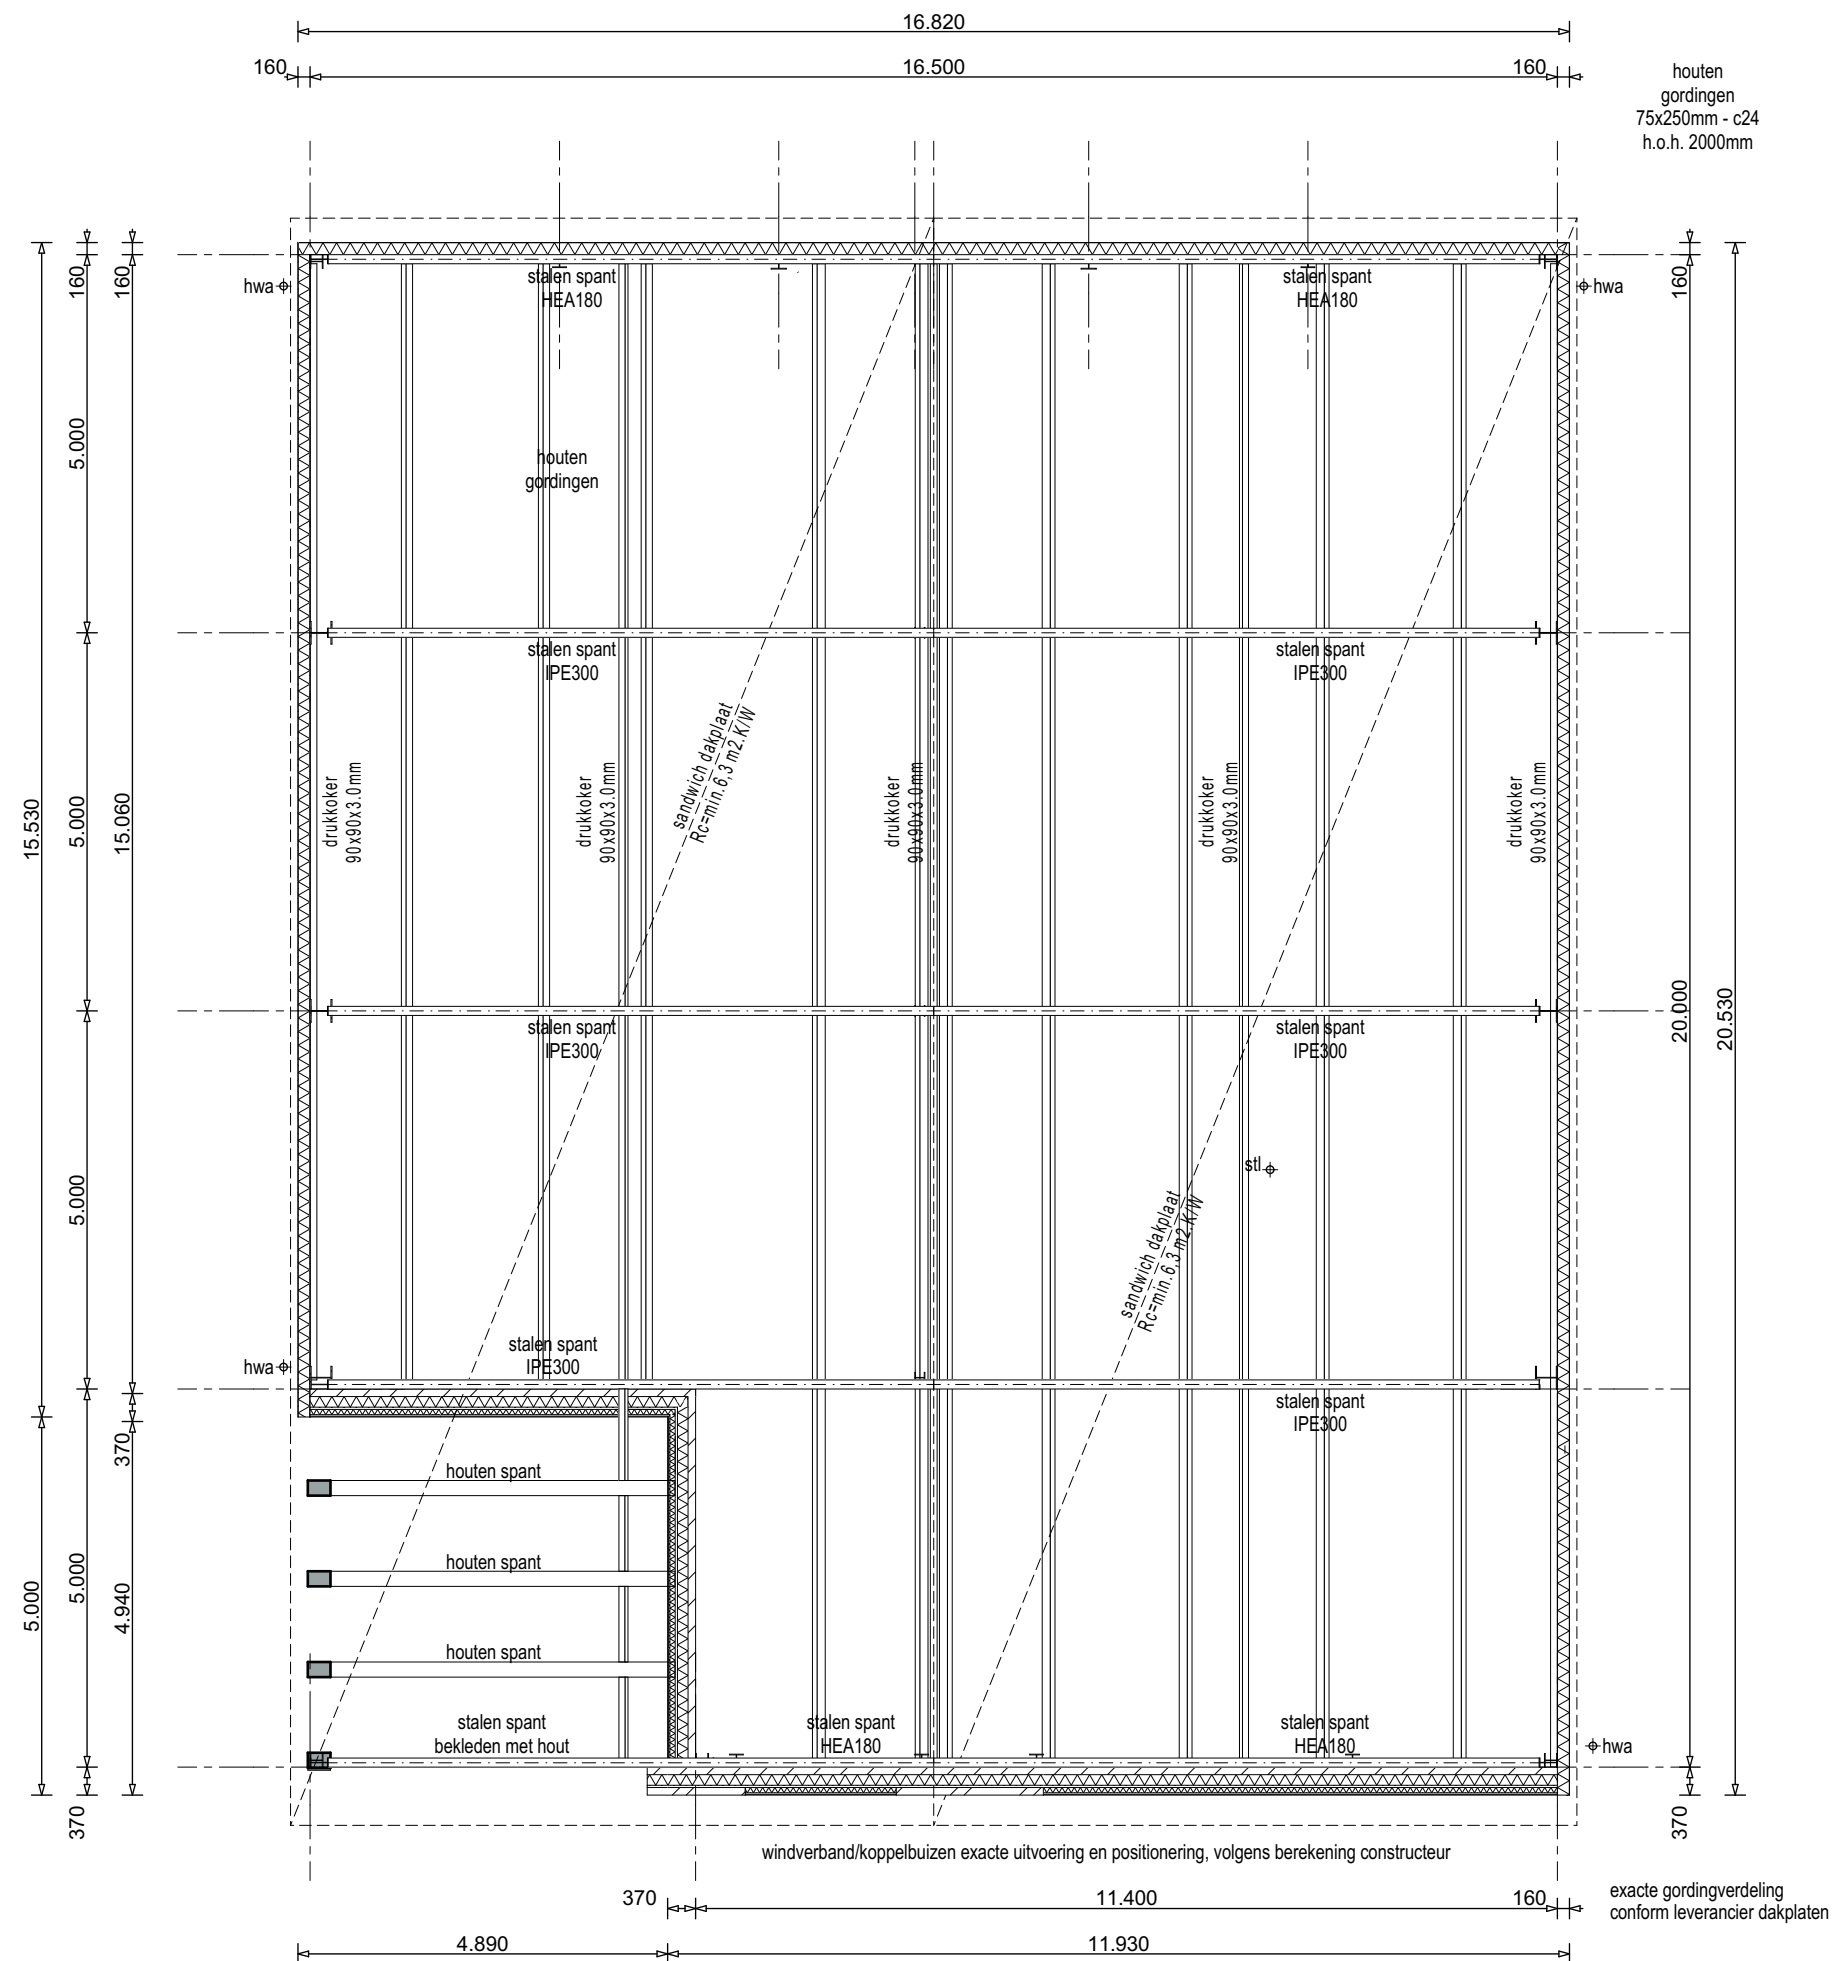 16.820
160
16.500
160
houten
gordingen
75x250mm - c24
h.o.h. 2000mm
160
160
160
hwa
hwa
stalen spant
HEA180
stalen spant
HEA180
5.000
houten
gordingen
stalen spant
IPE300
stalen spant
IPE300
15.530
5.000
15.060
drukkoker
90x90x3.0mm
drukkoker
90x90x3.0mm
sandwich dakplaat
Rc=min.6,3 m2.K/W
drukkoker
90x90x3.0mm
drukkoker
90x90x3.0mm
drukkoker
90x90x3.0mm
stalen spant
IPE300
stalen spant
IPE300
20.000
20.530
5.000
stl
sandwich dakplaat
Rc=min.6,3 m2.K/W
hwa
stalen spant
IPE300
stalen spant
IPE300
370
houten spant
houten spant
houten spant
5.000
5.000
4.940
stalen spant
bekleden met hout
stalen spant
HEA180
stalen spant
HEA180
hwa
370
370
windverband/koppelbuizen exacte uitvoering en positionering, volgens berekening constructeur
370
11.400
160
exacte gordingverdeling
conform leverancier dakplaten
4.890
11.930